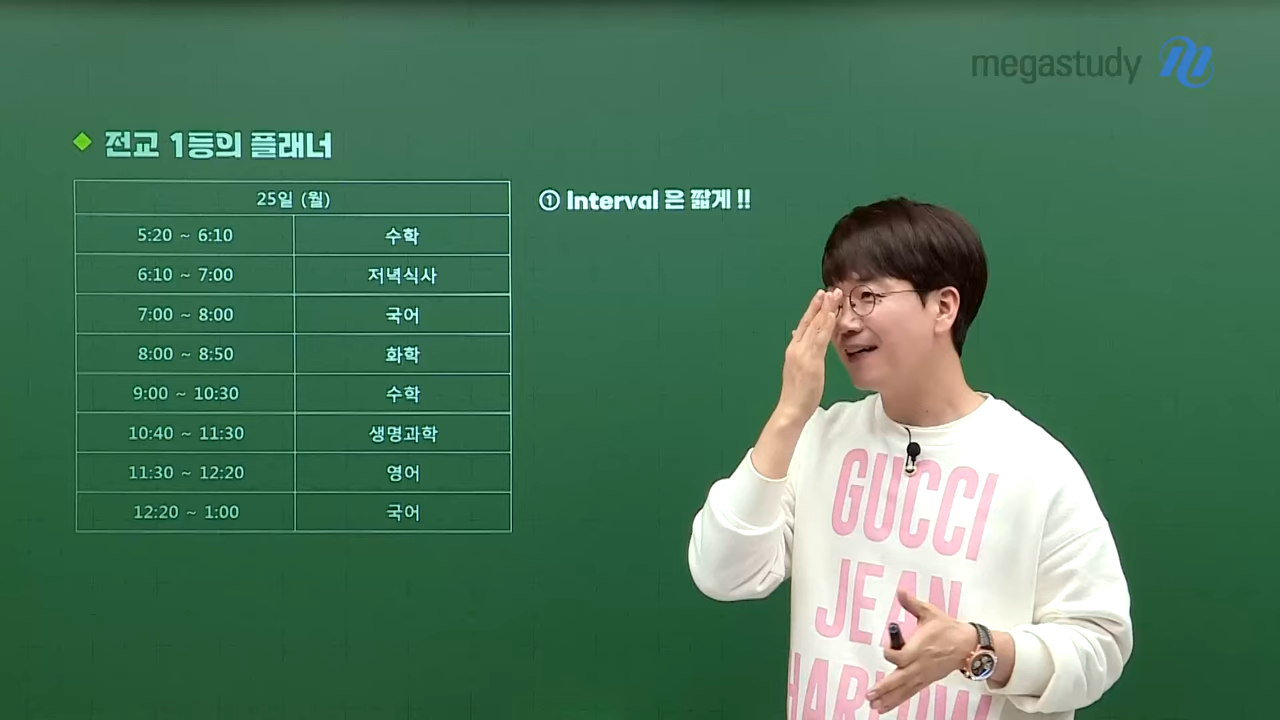 megastudy
전교 1등의 플래너
25일 (월)
5:20 ~ 6:10 수학
6:10 ~ 7:00 저녁식사
7:00 ~ 8:00 국어
8:00 ~ 8:50 화학
9:00 ~ 10:30 수학
10:40 ~ 11:30 생명과학
11:30 ~ 12:20 영어
12:20 ~ 1:00 국어
① Interval 은 짧게 !!
GUCCI
JEAN
HARLOW